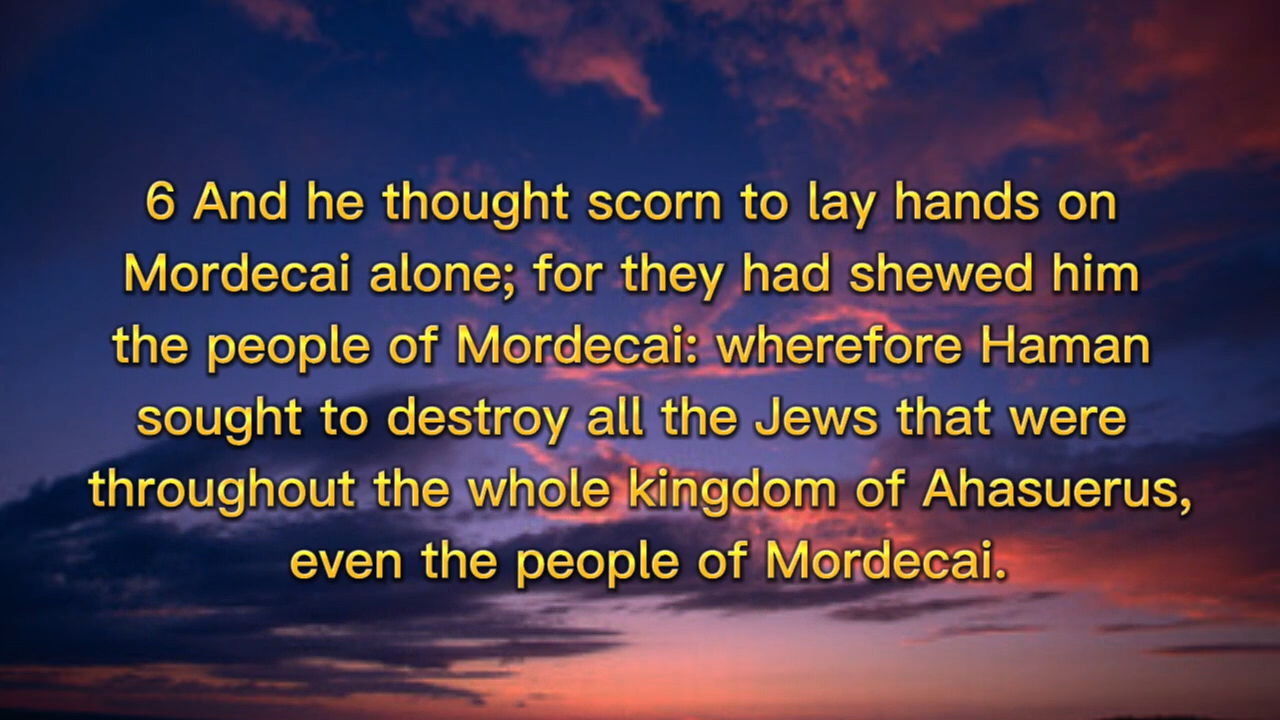 6 And he thought scorn to lay hands on
Mordecai alone; for they had shewed him
the people of Mordecai: wherefore Haman
sought to destroy all the Jews that were
throughout the whole kingdom of Ahasuerus,
even the people of Mordecai.